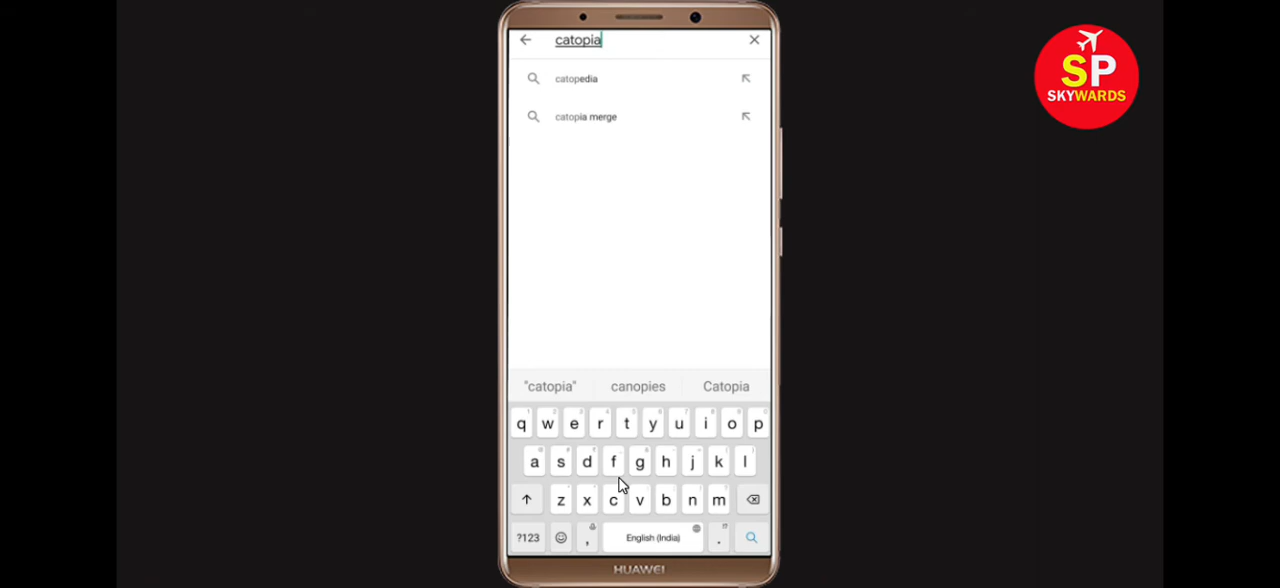 catopia
catopedia
catopia merge
"catopia" canopies Catopia
q w e r t y u i o p
a s d f g h j k l
z x c v b n m
?123 , English (India) .
HUAWEI
SP
SKYWARDS